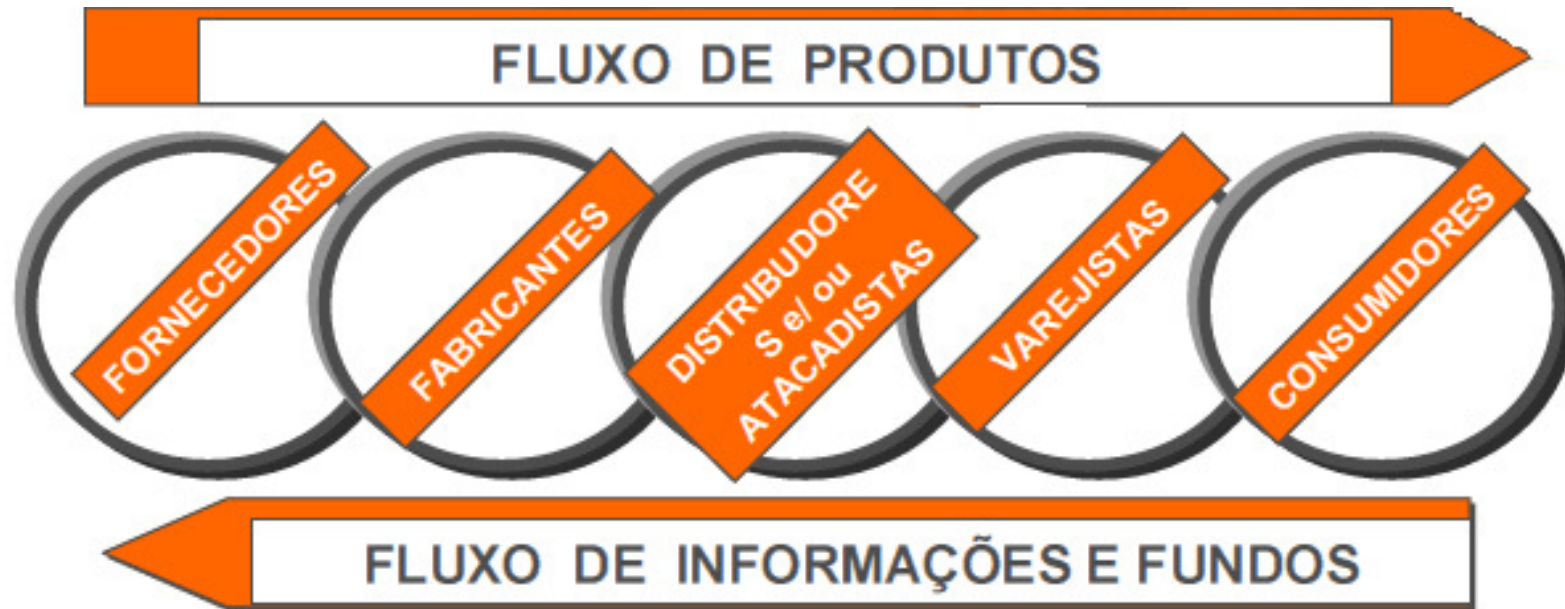 FLUXO DE PRODUTOS
FORNECEDORES
FABRICANTES
DISTRIBUDORE
S e/ ou
ATACADISTAS
VAREJISTAS
CONSUMIDORES
FLUXO DE INFORMAÇÕES E FUNDOS